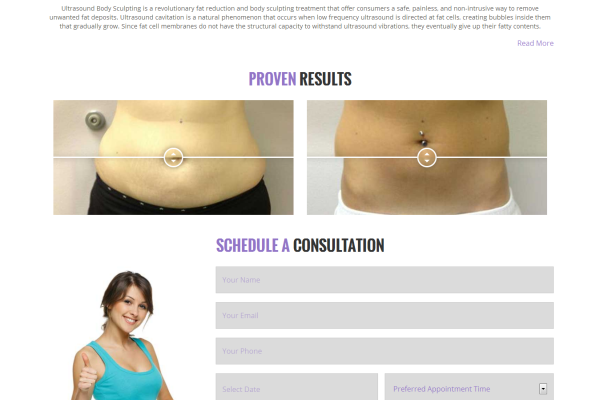 Ultrasound Body Sculpting is a revolutionary fat reduction and body sculpting treatment that offer consumers a safe, painless, and non-intrusive way to remove
unwanted fat deposits. Ultrasound cavitation is a natural phenomenon that occurs when low frequency ultrasound is directed at fat cells, creating bubbles inside them
that gradually grow. Since fat cell membranes do not have the structural capacity to withstand ultrasound vibrations, they eventually give up their fatty contents.
Read More
PROVEN RESULTS
SCHEDULE A CONSULTATION
Your Name
Your Email
Your Phone
Select Date
Preferred Appointment Time